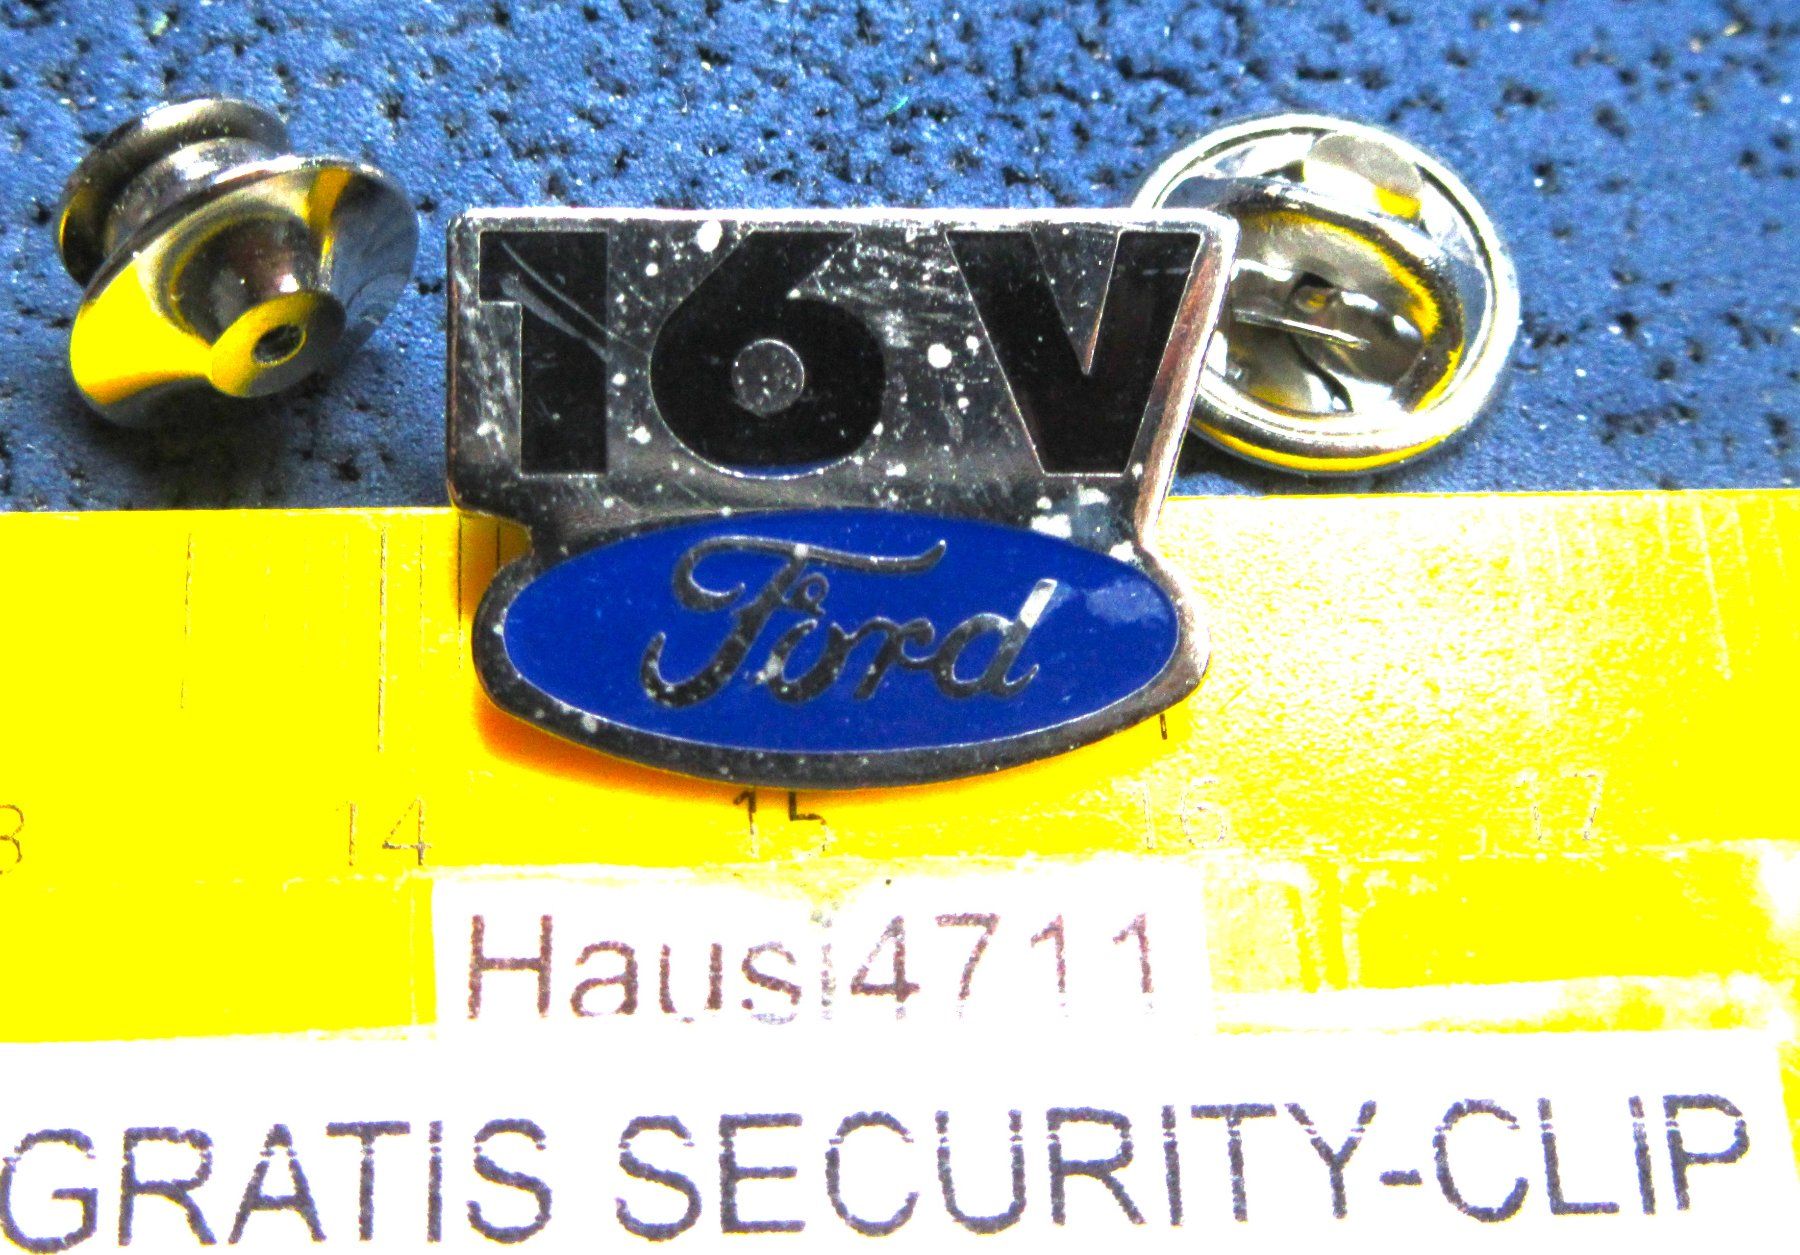 16V
Ford
14 15 16 17
Hausi4711
GRATIS SECURITY-CLIP